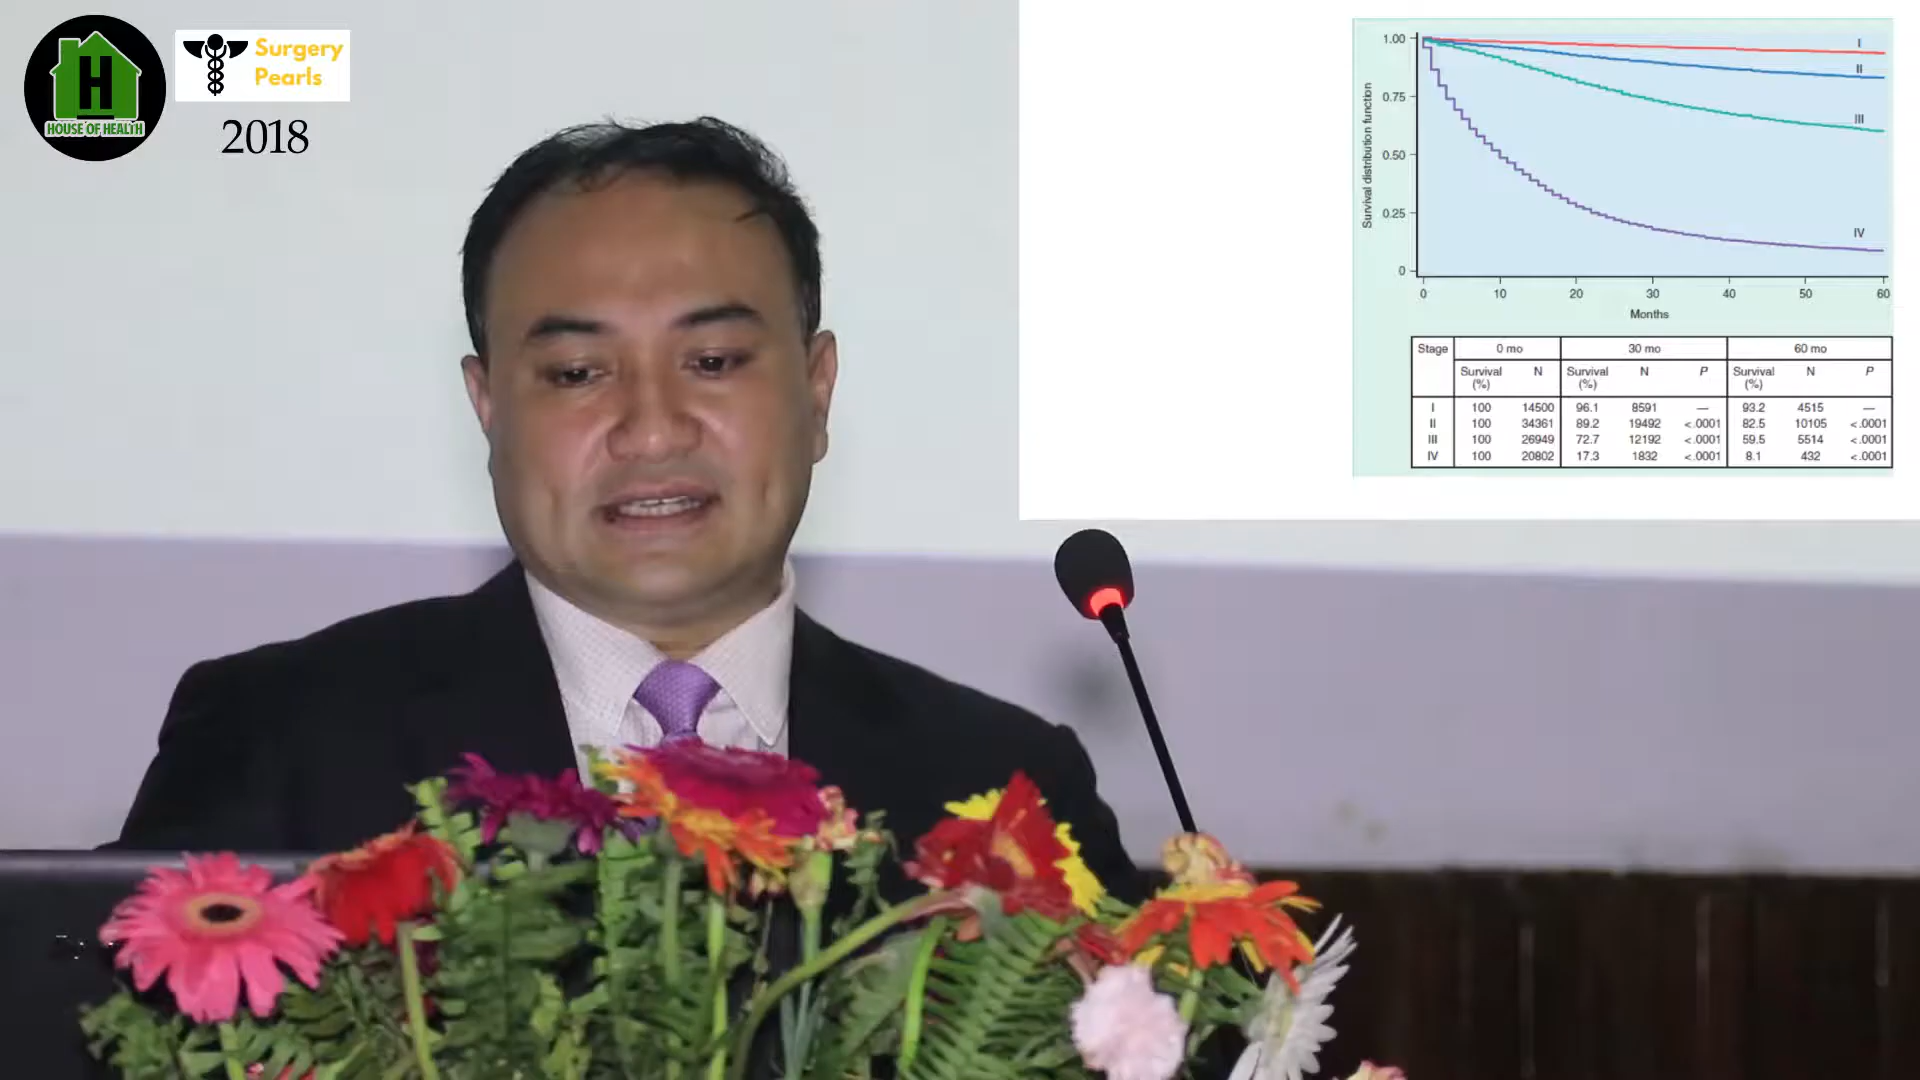 H
HOUSE OF HEALTH
Surgery
Pearls
2018
Survival distribution function
1.00
0.75
0.50
0.25
0
I
II
III
IV
0 10 20 30 40 50 60
Months
Stage 0 mo 30 mo 60 mo
Survival (%) N Survival (%) N P Survival (%) N P
I 100 14500 96.1 8591 — 93.2 4515 —
II 100 34361 89.2 19492 <.0001 82.5 10105 <.0001
III 100 26949 72.7 12192 <.0001 59.5 5514 <.0001
IV 100 20802 17.3 1832 <.0001 8.1 432 <.0001